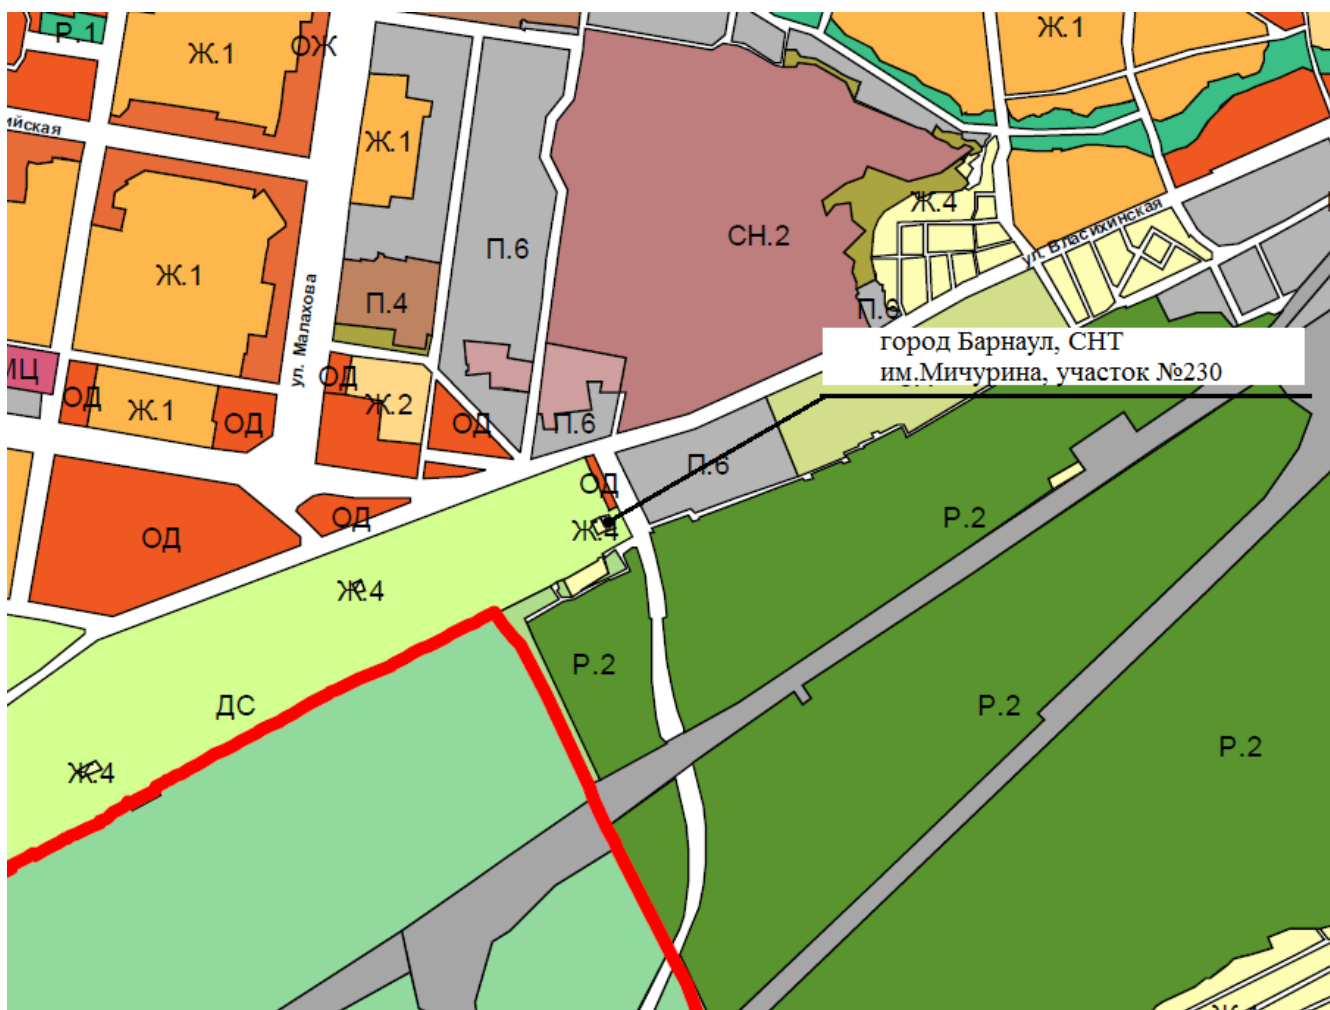 Р.1
Ж.1
ОЖ
Ж.1
Ж.1
Ж.4
СН.2
П.6
ул. Власихинская
Ж.1
П.4
П.6
ул. Малахова
город Барнаул, СНТ
им.Мичурина, участок №230
ОД
ОД
Ж.1
Ж.2
ОД
ОД
П.6
П.6
ОД
ОД
ОД
Р.2
Ж.4
Ж.4
Р.2
ДС
Р.2
Р.2
Ж.4